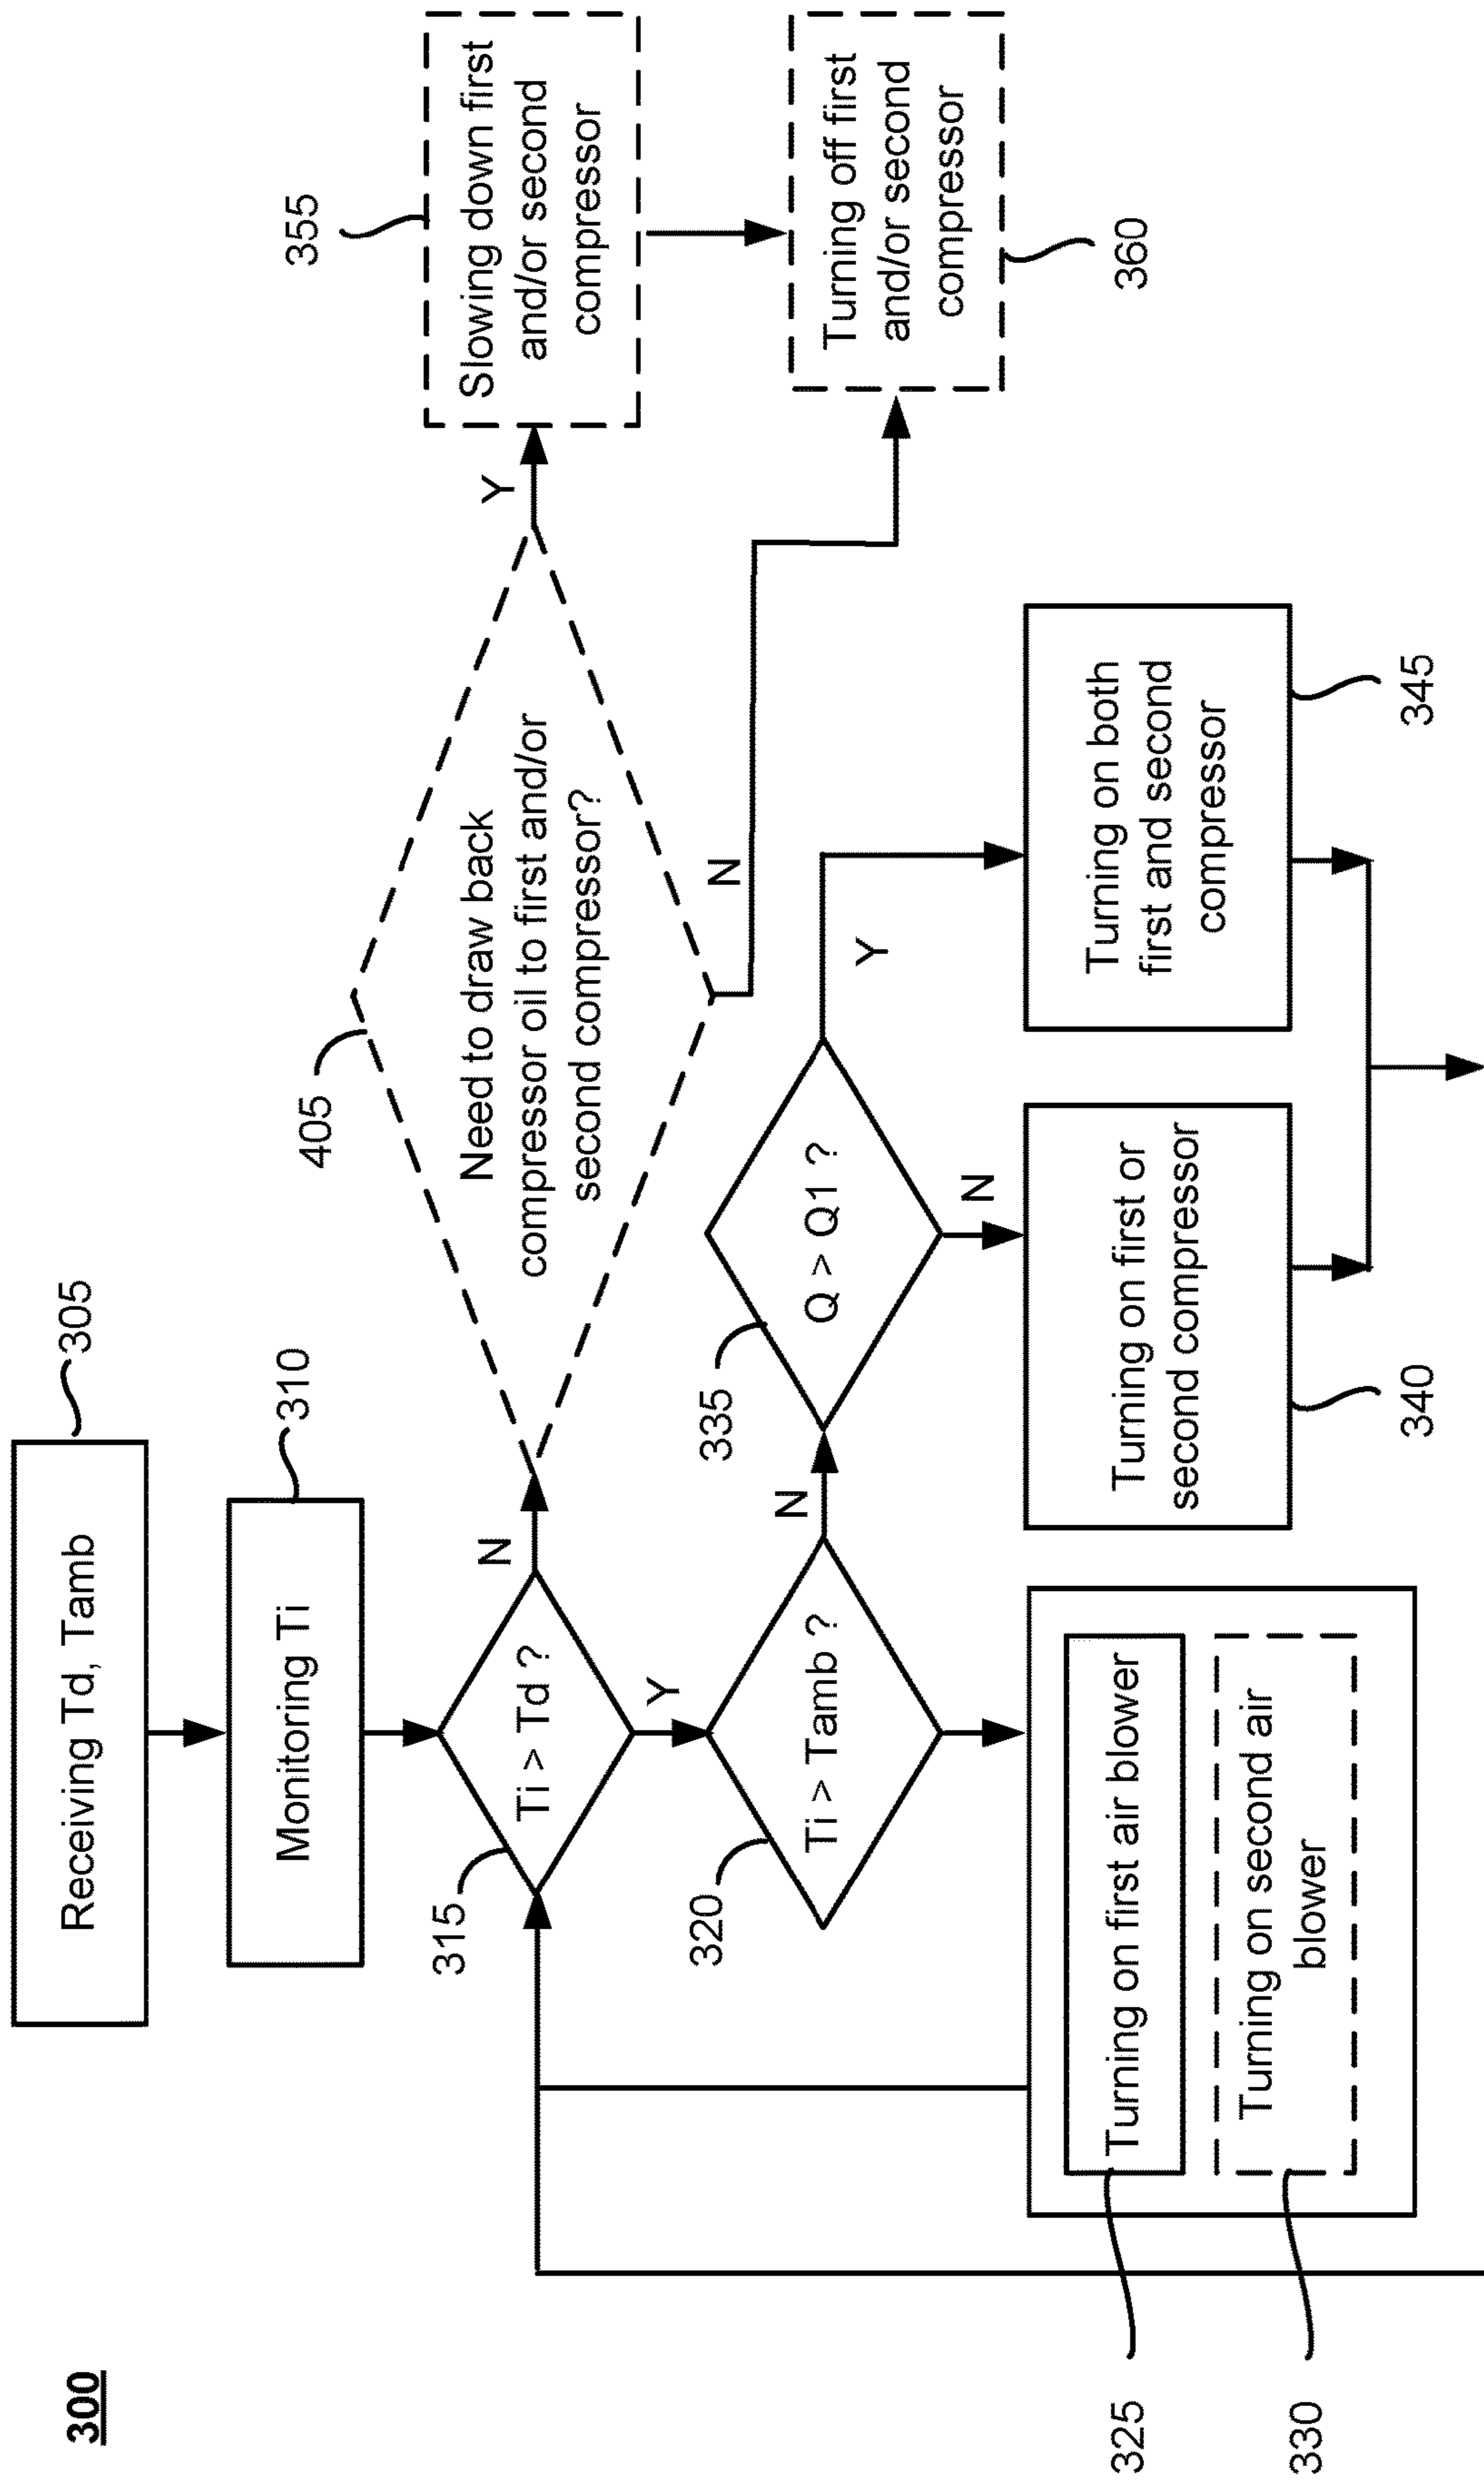 300
Receiving Td, Tamb
305
Monitoring Ti
310
315
Ti > Td ?
N
Y
405
Need to draw back
compressor oil to first and/or
second compressor?
Y
N
355
Slowing down first
and/or second
compressor
Turning off first
and/or second
compressor
360
320
Ti > Tamb ?
N
335
Q > Q1 ?
Y
N
325
Turning on first air blower
330
Turning on second air
blower
Turning on first or
second compressor
340
Turning on both
first and second
compressor
345